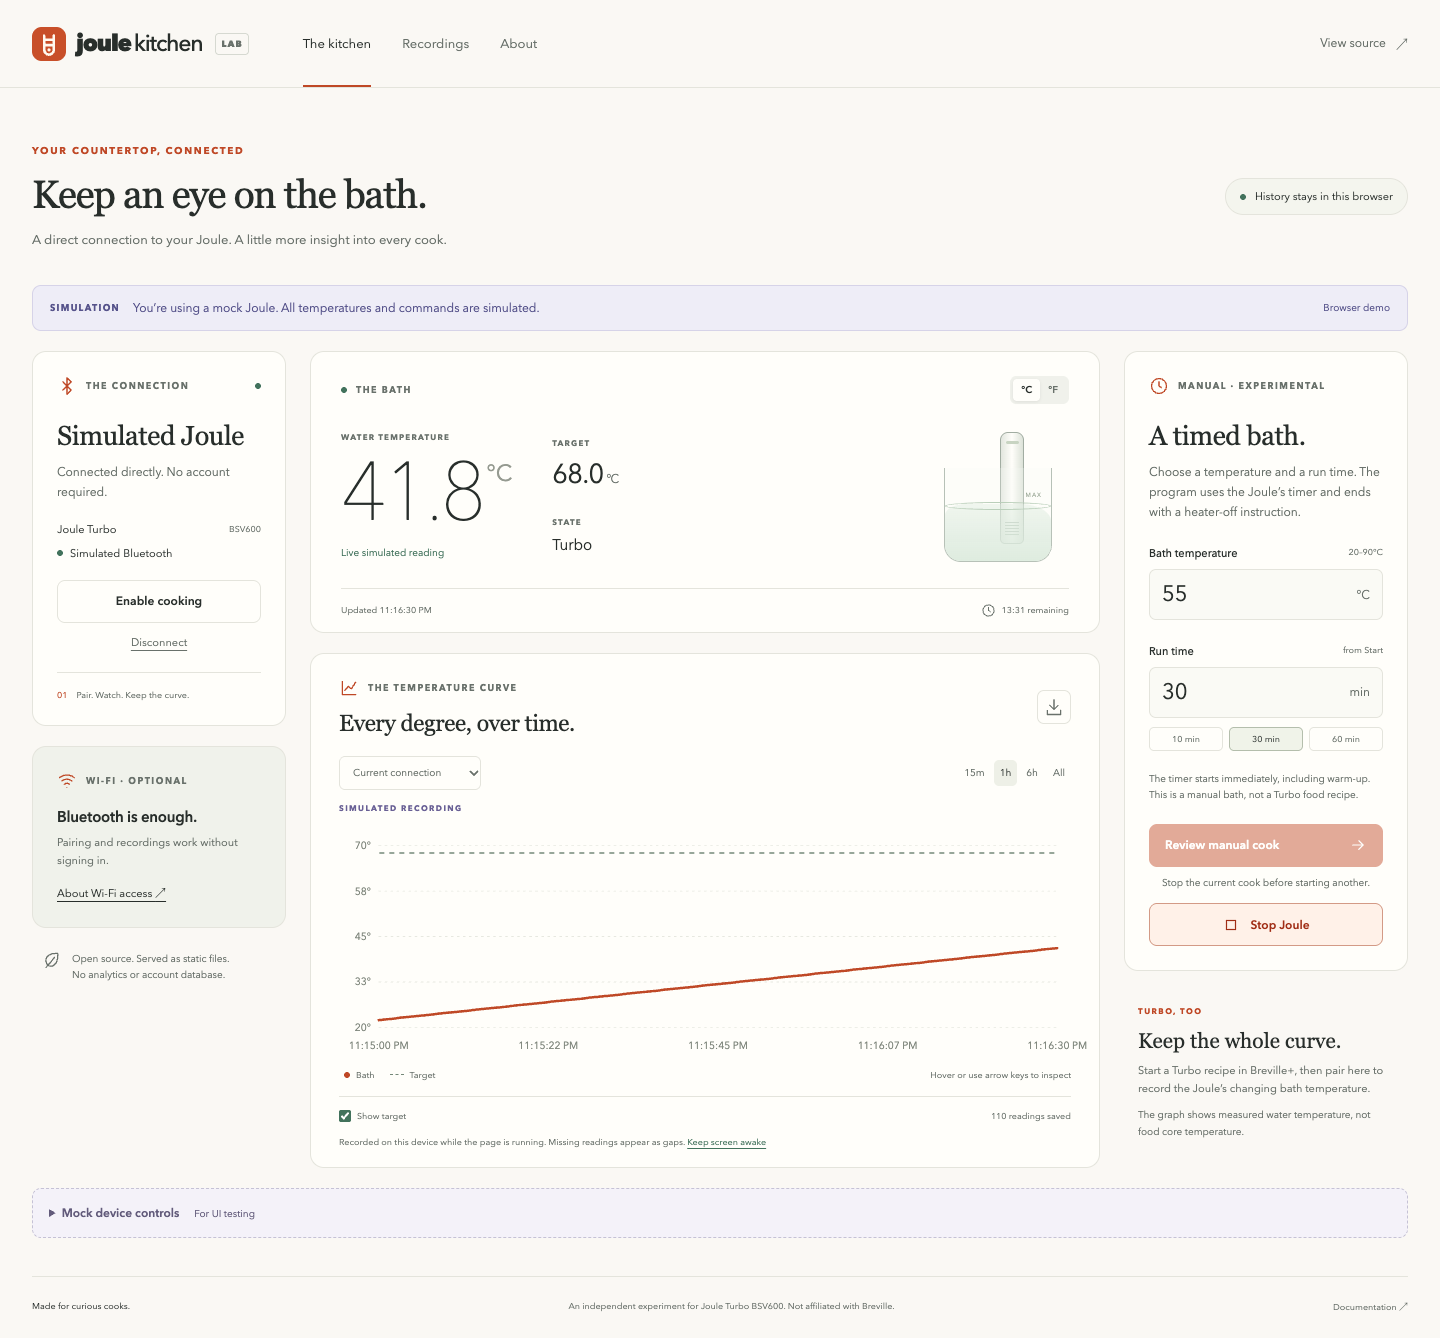 joule kitchen LAB
The kitchen
Recordings
About
View source ↗
YOUR COUNTERTOP, CONNECTED
Keep an eye on the bath.
A direct connection to your Joule. A little more insight into every cook.
History stays in this browser
SIMULATION You’re using a mock Joule. All temperatures and commands are simulated.
Browser demo
THE CONNECTION
Simulated Joule
Connected directly. No account
required.
Joule Turbo BSV600
Simulated Bluetooth
Enable cooking
Disconnect
01 Pair. Watch. Keep the curve.
WI-FI · OPTIONAL
Bluetooth is enough.
Pairing and recordings work without
signing in.
About Wi-Fi access ↗
Open source. Served as static files.
No analytics or account database.
THE BATH
°C °F
WATER TEMPERATURE
41.8°C
Live simulated reading
TARGET
68.0°C
STATE
Turbo
MAX
Updated 11:16:30 PM
13:31 remaining
THE TEMPERATURE CURVE
Every degree, over time.
Current connection
15m 1h 6h All
SIMULATED RECORDING
70°
58°
45°
33°
20°
11:15:00 PM 11:15:22 PM 11:15:45 PM 11:16:07 PM 11:16:30 PM
Bath Target
Hover or use arrow keys to inspect
Show target
110 readings saved
Recorded on this device while the page is running. Missing readings appear as gaps. Keep screen awake
MANUAL · EXPERIMENTAL
A timed bath.
Choose a temperature and a run time. The
program uses the Joule’s timer and ends
with a heater-off instruction.
Bath temperature 20–90°C
55 °C
Run time from Start
30 min
10 min 30 min 60 min
The timer starts immediately, including warm-up.
This is a manual bath, not a Turbo food recipe.
Review manual cook →
Stop the current cook before starting another.
Stop Joule
TURBO, TOO
Keep the whole curve.
Start a Turbo recipe in Breville+, then pair here to
record the Joule’s changing bath temperature.
The graph shows measured water temperature, not
food core temperature.
Mock device controls For UI testing
Made for curious cooks.
An independent experiment for Joule Turbo BSV600. Not affiliated with Breville.
Documentation ↗